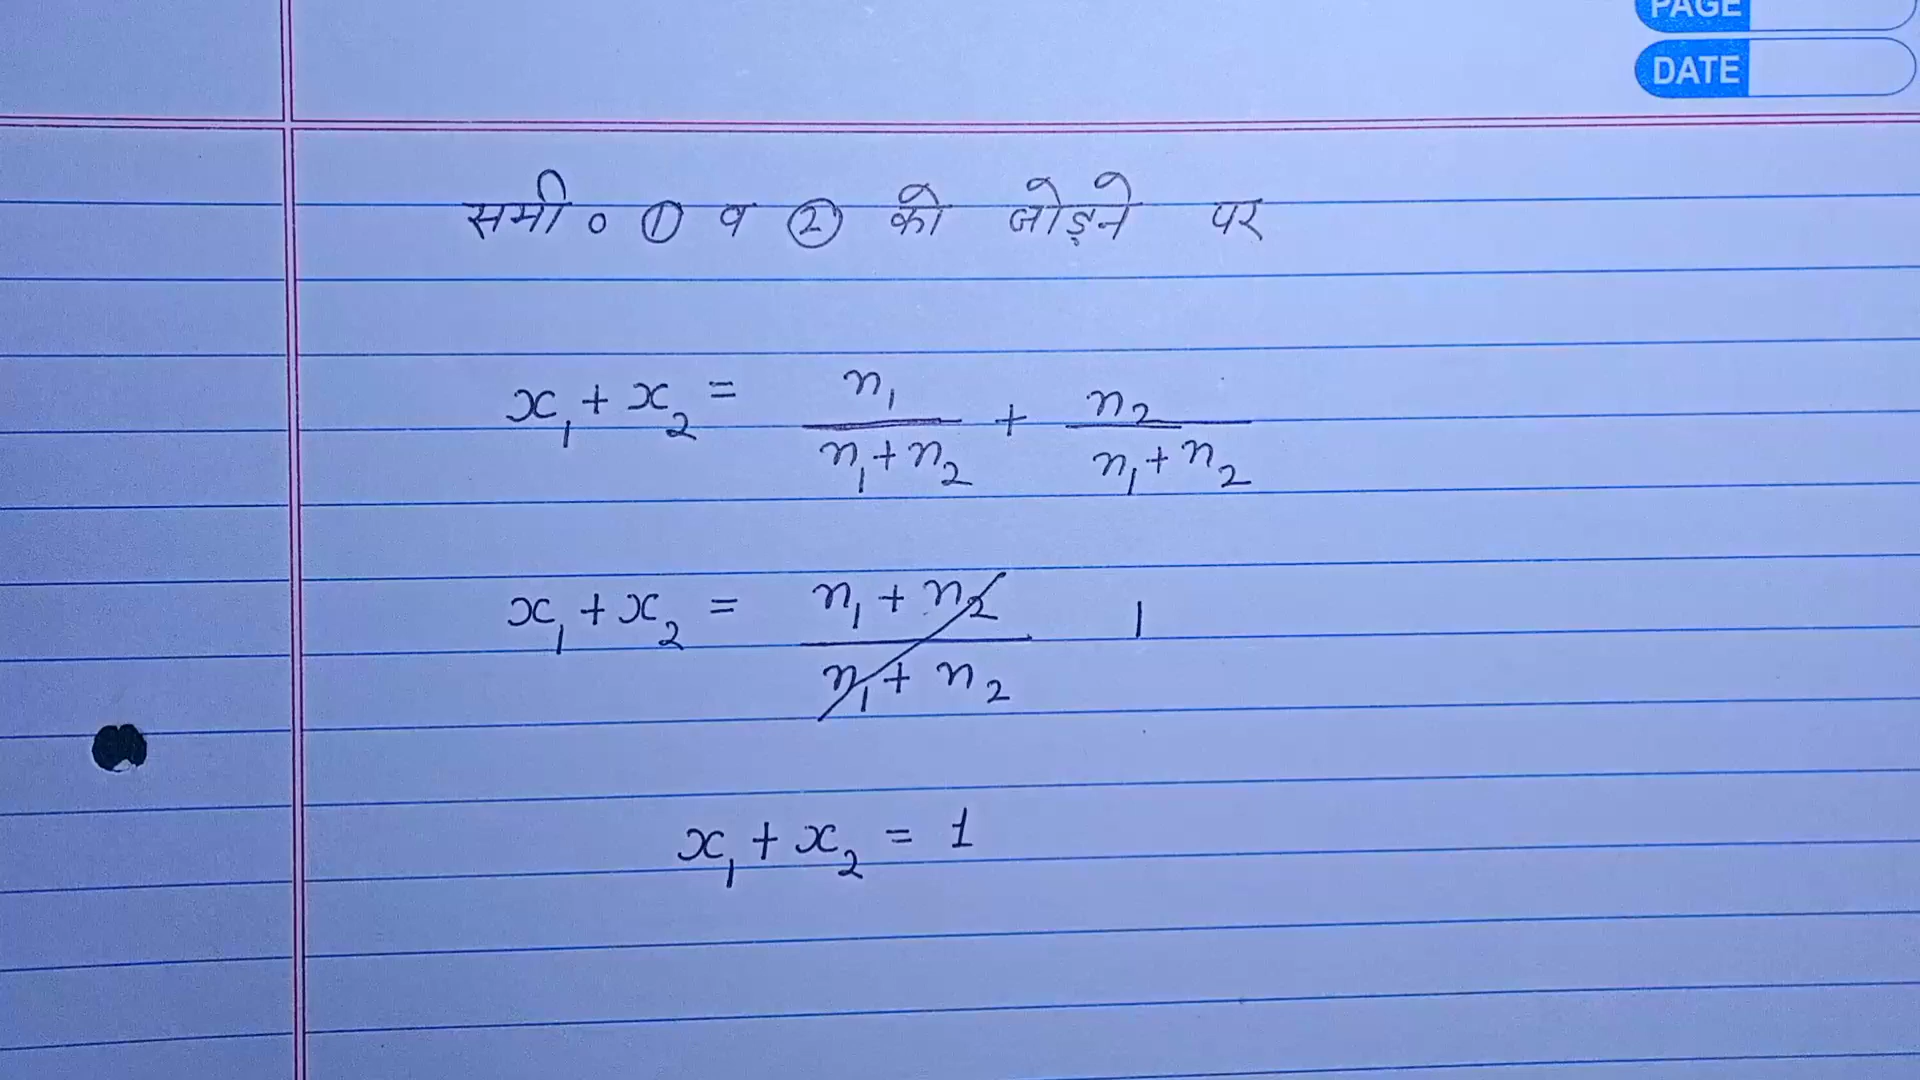 PAGE
DATE
समी० ① व ② को जोड़ने पर
x₁ + x₂ = n₁/(n₁+n₂) + n₂/(n₁+n₂)
x₁ + x₂ = (n₁ + n₂)/(n₁ + n₂) 1
x₁ + x₂ = 1